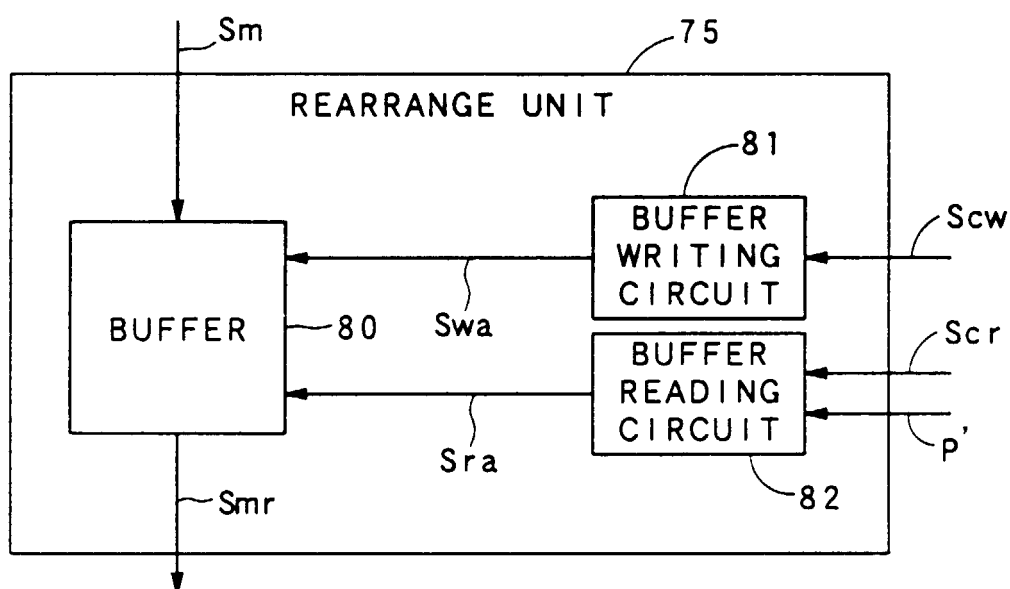 Sm
75
REARRANGE UNIT
81
BUFFER
WRITING
CIRCUIT
Scw
BUFFER
80
Swa
BUFFER
READING
CIRCUIT
Scr
P'
Sra
82
Smr